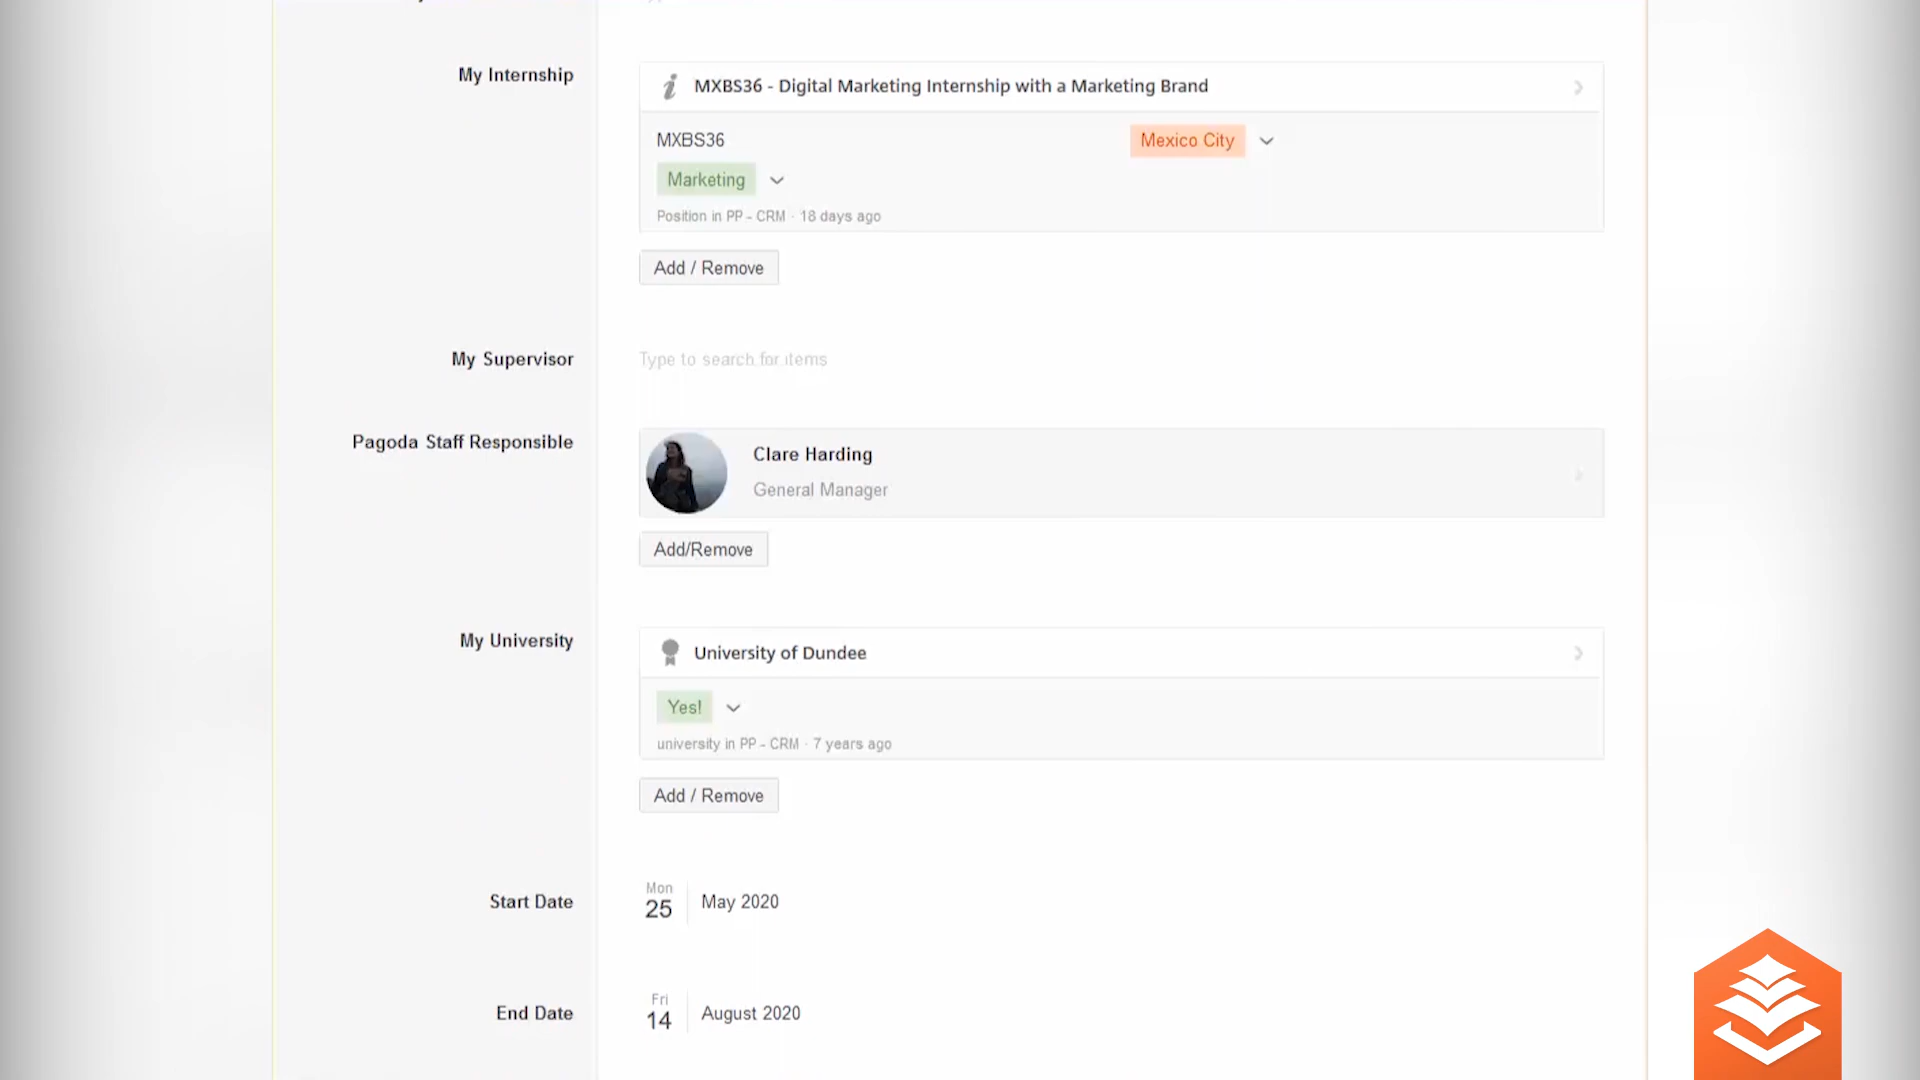 My Internship
MXBS36 - Digital Marketing Internship with a Marketing Brand
MXBS36
Mexico City
Marketing
Position in PP - CRM · 18 days ago
Add / Remove
My Supervisor
Type to search for items
Pagoda Staff Responsible
Clare Harding
General Manager
Add/Remove
My University
University of Dundee
Yes!
university in PP - CRM · 7 years ago
Add / Remove
Start Date
Mon
25
May 2020
End Date
Fri
14
August 2020